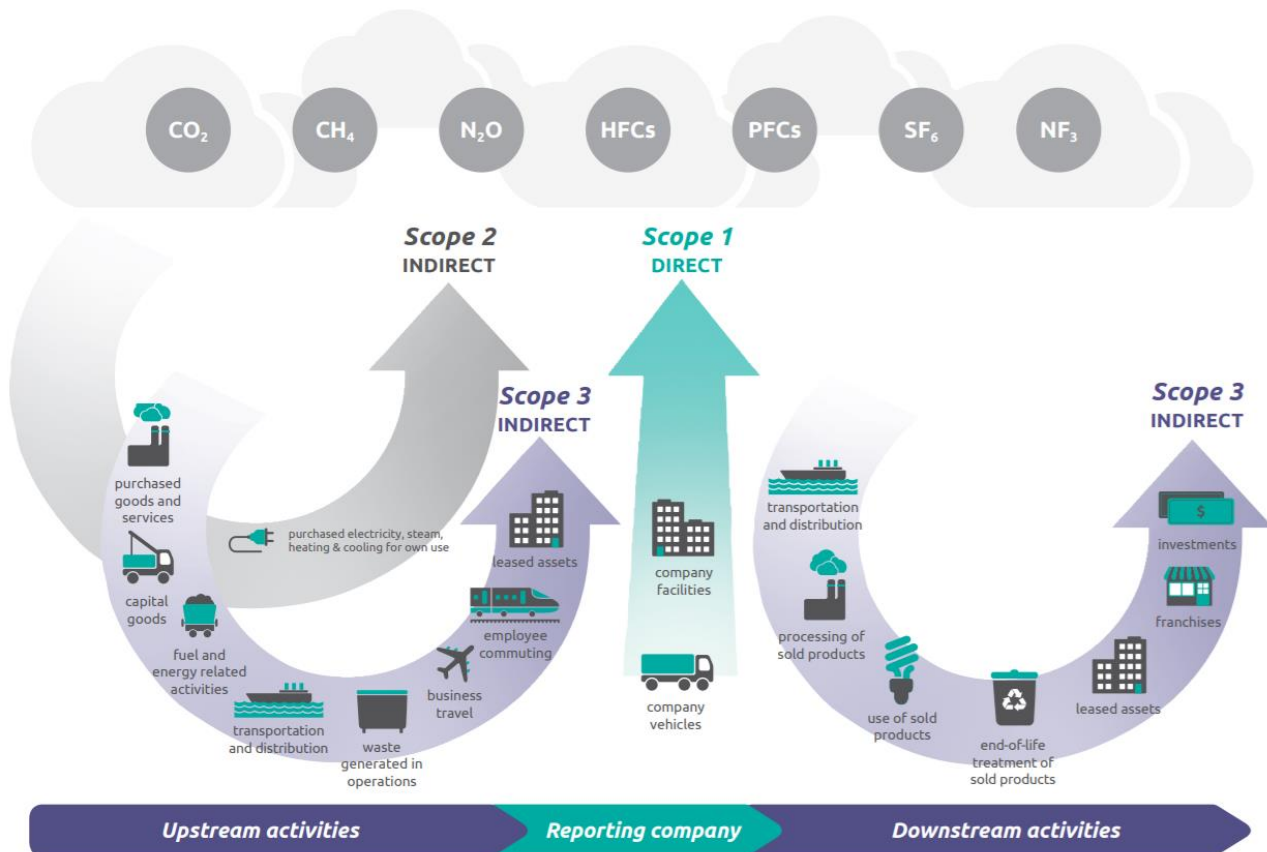 CO₂
CH₄
N₂O
HFCs
PFCs
SF₆
NF₃
Scope 2
INDIRECT
Scope 1
DIRECT
Scope 3
INDIRECT
Scope 3
INDIRECT
purchased
goods and
services
capital
goods
fuel and
energy related
activities
purchased electricity, steam,
heating & cooling for own use
transportation
and distribution
waste
generated in
operations
business
travel
employee
commuting
leased assets
company
facilities
company
vehicles
transportation
and distribution
processing of
sold products
use of sold
products
end-of-life
treatment of
sold products
leased assets
franchises
$
investments
Upstream activities
Reporting company
Downstream activities